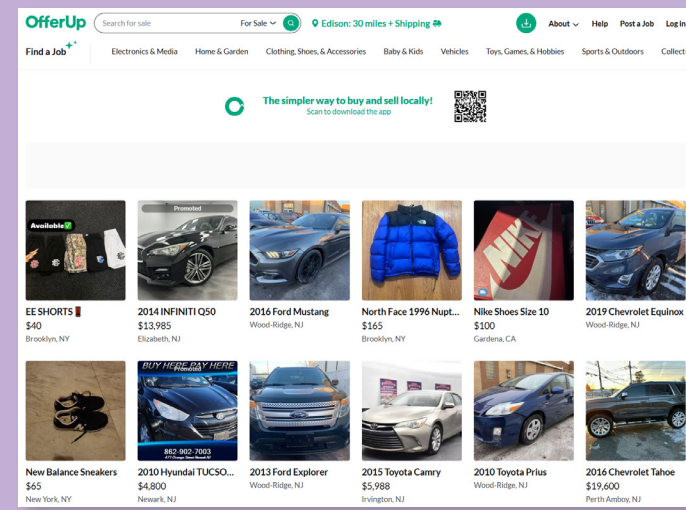 OfferUp
Search for sale
For Sale
Edison: 30 miles + Shipping
About
Help
Post a Job
Log in
Find a Job
Electronics & Media
Home & Garden
Clothing, Shoes, & Accessories
Baby & Kids
Vehicles
Toys, Games, & Hobbies
Sports & Outdoors
Collect
The simpler way to buy and sell locally!
Scan to download the app
Available
Promoted
NIKE
EE SHORTS
$40
Brooklyn, NY
2014 INFINITI Q50
$13,985
Elizabeth, NJ
2016 Ford Mustang
Wood-Ridge, NJ
North Face 1996 Nupt...
$165
Brooklyn, NY
Nike Shoes Size 10
$100
Gardena, CA
2019 Chevrolet Equinox
Wood-Ridge, NJ
BUY HERE PAY HERE
Promoted
862-902-7003
New Balance Sneakers
$65
New York, NY
2010 Hyundai TUCSO...
$4,800
Newark, NJ
2013 Ford Explorer
Wood-Ridge, NJ
2015 Toyota Camry
$5,988
Irvington, NJ
2010 Toyota Prius
Wood-Ridge, NJ
2016 Chevrolet Tahoe
$19,600
Perth Amboy, NJ